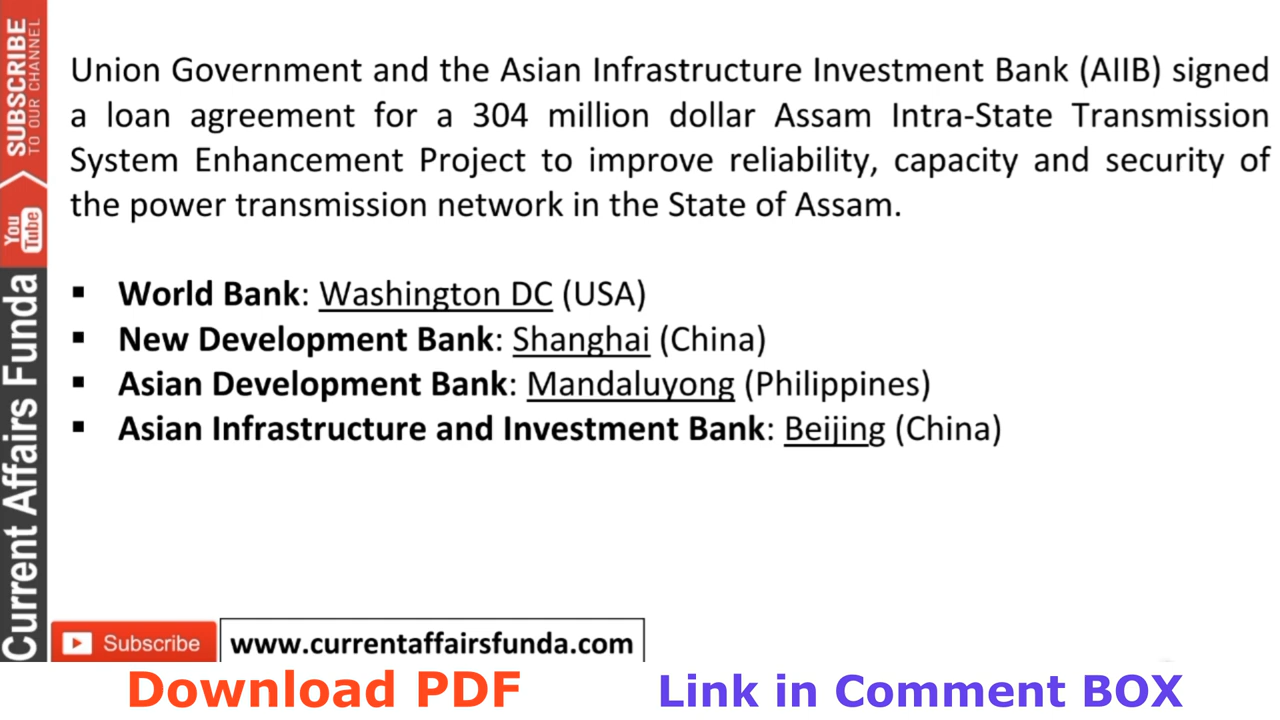 SUBSCRIBE
TO OUR CHANNEL
You Tube
Current Affairs Funda
Union Government and the Asian Infrastructure Investment Bank (AIIB) signed
a loan agreement for a 304 million dollar Assam Intra-State Transmission
System Enhancement Project to improve reliability, capacity and security of
the power transmission network in the State of Assam.
▪ World Bank: Washington DC (USA)
▪ New Development Bank: Shanghai (China)
▪ Asian Development Bank: Mandaluyong (Philippines)
▪ Asian Infrastructure and Investment Bank: Beijing (China)
Subscribe
www.currentaffairsfunda.com
Download PDF
Link in Comment BOX